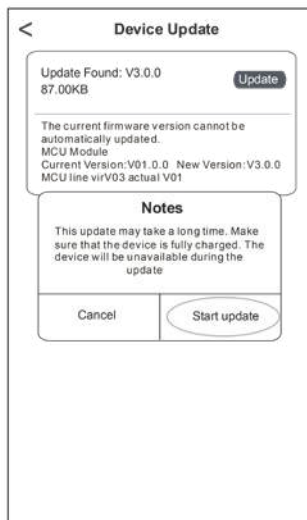 < Device Update
Update Found: V3.0.0
87.00KB
Update
The current firmware version cannot be
automatically updated.
MCU Module
Current Version:V01.0.0 New Version:V3.0.0
MCU line virV03 actual V01
Notes
This update may take a long time. Make
sure that the device is fully charged. The
device will be unavailable during the
update
Cancel
Start update